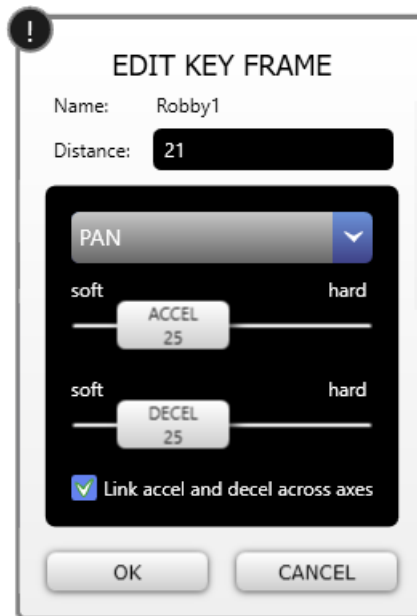 !
EDIT KEY FRAME
Name: Robby1
Distance: 21
PAN
soft hard
ACCEL
25
soft hard
DECEL
25
Link accel and decel across axes
OK CANCEL